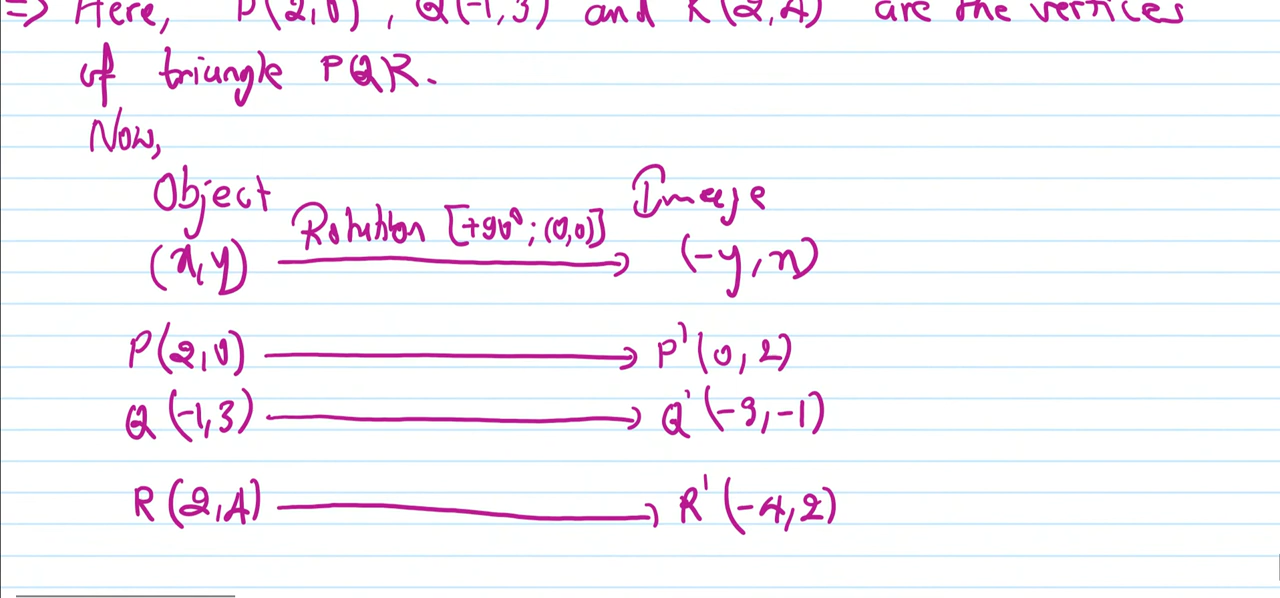 => Here, P(2,0), Q(-1,3) and R(2,4) are the vertices
of triangle PQR.
Now,
Object Image
Rotation [+90°; (0,0)]
(x,y) (-y,x)
P(2,0) → P'(0,2)
Q(-1,3) → Q'(-3,-1)
R(2,4) → R'(-4,2)